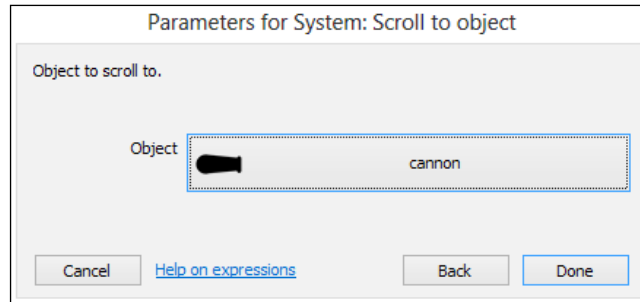 Parameters for System: Scroll to object
Object to scroll to.
Object cannon
Cancel Help on expressions Back Done